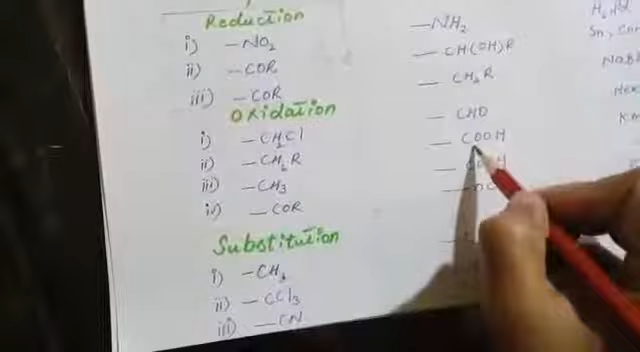 Reduction
i) -NO₂ -NH₂
ii) -COR - CH(OH)R
iii) -COR - CH₂R
Oxidation
i) -CH₂Cl - CHO
ii) -CH₂R - COOH
iii) -CH₃
iv) -COR
Substitution
i) -CH₃
ii) -CCl₃
iii) -CN